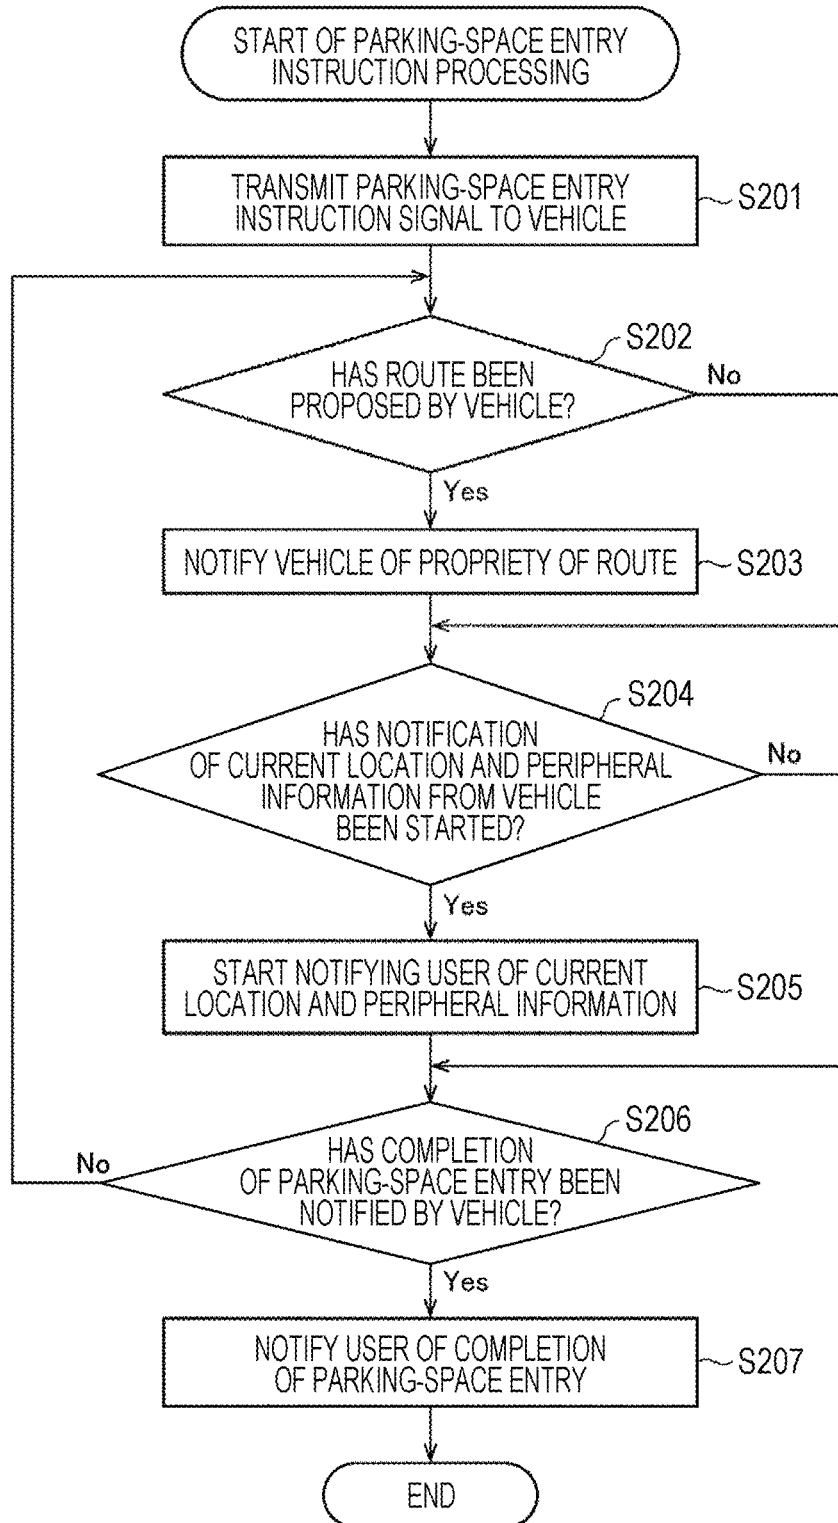 START OF PARKING-SPACE ENTRY
INSTRUCTION PROCESSING
TRANSMIT PARKING-SPACE ENTRY
INSTRUCTION SIGNAL TO VEHICLE
S201
S202
HAS ROUTE BEEN
PROPOSED BY VEHICLE?
No
Yes
NOTIFY VEHICLE OF PROPRIETY OF ROUTE
S203
S204
HAS NOTIFICATION
OF CURRENT LOCATION AND PERIPHERAL
INFORMATION FROM VEHICLE
BEEN STARTED?
No
Yes
START NOTIFYING USER OF CURRENT
LOCATION AND PERIPHERAL INFORMATION
S205
S206
HAS COMPLETION
OF PARKING-SPACE ENTRY BEEN
NOTIFIED BY VEHICLE?
No
Yes
NOTIFY USER OF COMPLETION
OF PARKING-SPACE ENTRY
S207
END